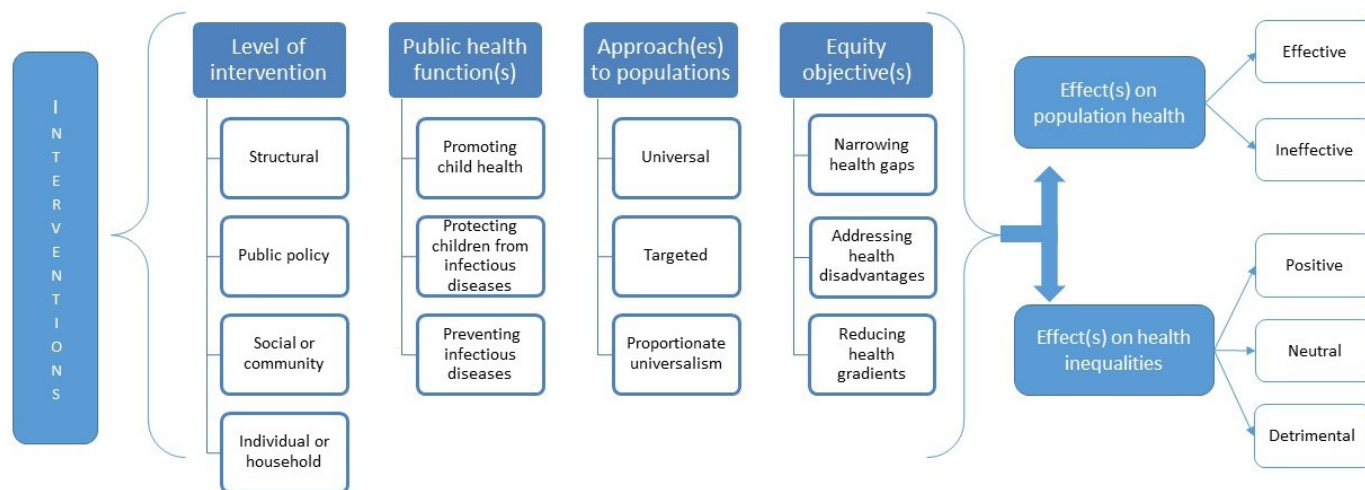 INTERVENTIONS
Level of
intervention
Structural
Public policy
Social or
community
Individual or
household
Public health
function(s)
Promoting
child health
Protecting
children from
infectious
diseases
Preventing
infectious
diseases
Approach(es)
to populations
Universal
Targeted
Proportionate
universalism
Equity
objective(s)
Narrowing
health gaps
Addressing
health
disadvantages
Reducing
health
gradients
Effect(s) on
population health
Effective
Ineffective
Effect(s) on health
inequalities
Positive
Neutral
Detrimental